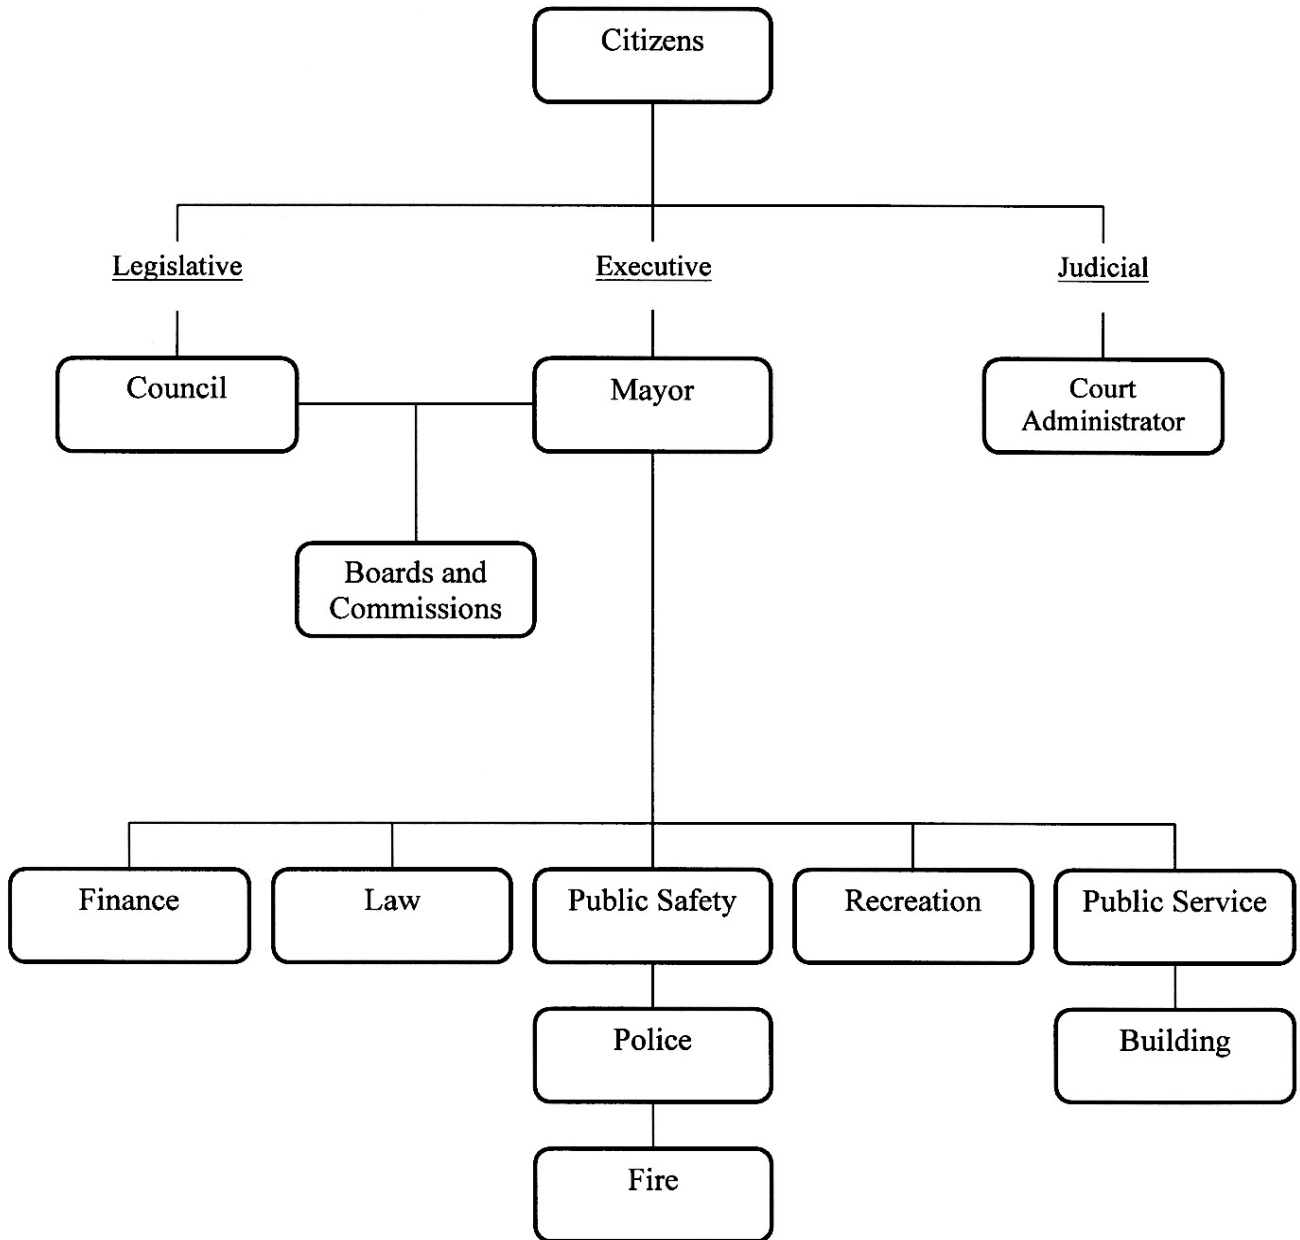 Citizens
Legislative
Executive
Judicial
Council
Mayor
Court
Administrator
Boards and
Commissions
Finance
Law
Public Safety
Recreation
Public Service
Police
Building
Fire